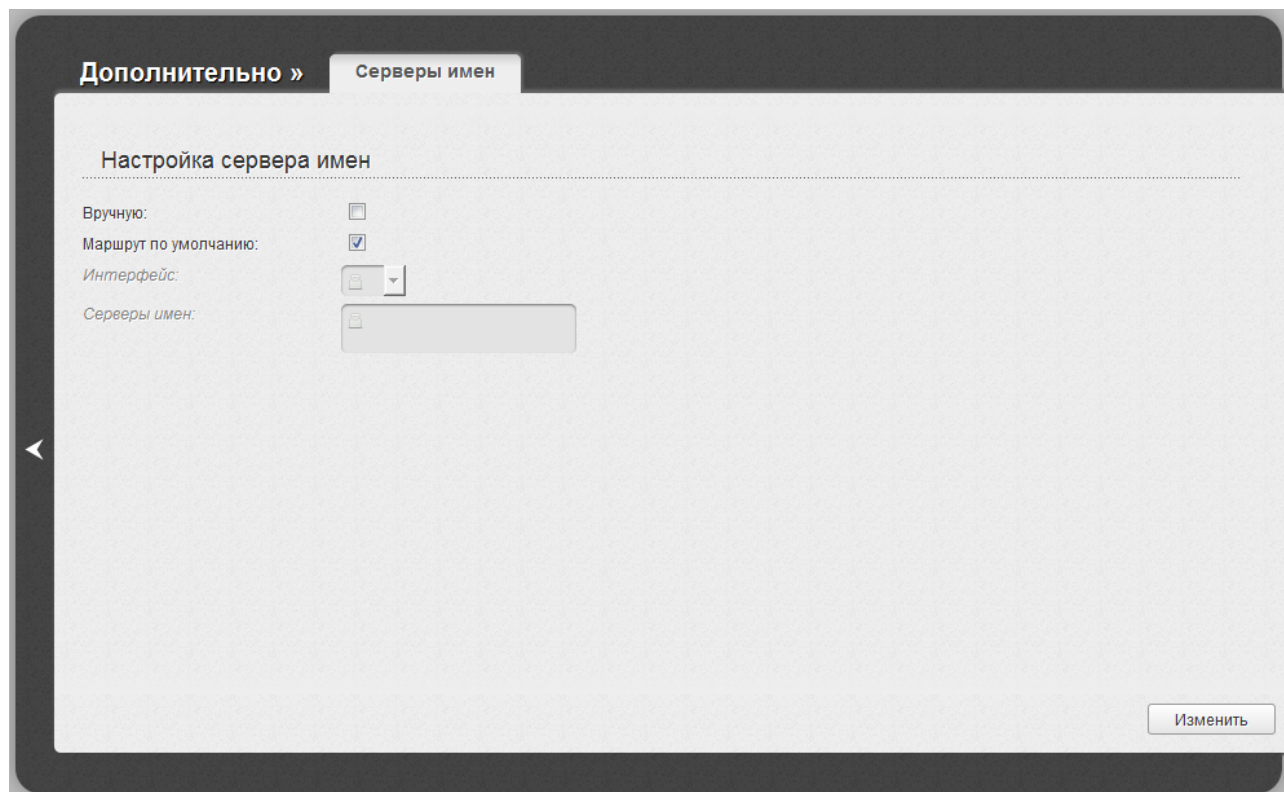 Дополнительно »
Серверы имен
Настройка сервера имен
Вручную:
Маршрут по умолчанию:
Интерфейс:
Серверы имен:
Изменить